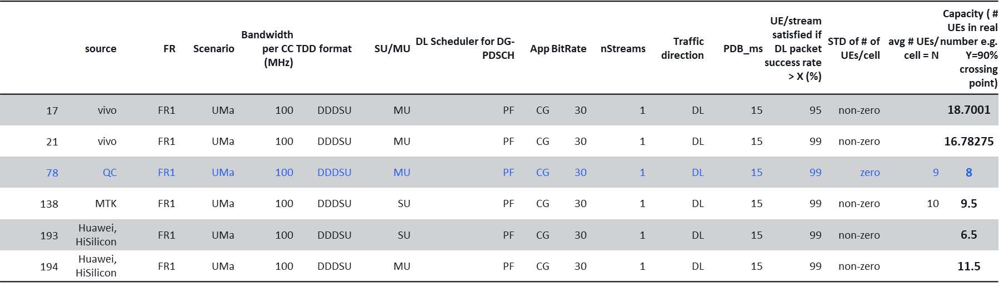 source FR Scenario Bandwidth per CC (MHz) TDD format SU/MU DL Scheduler for DG-PDSCH App BitRate nStreams Traffic direction PDB_ms UE/stream satisfied if DL packet success rate > X (%) STD of # of UEs/cell avg # UEs/ cell = N Capacity ( # UEs in real number e.g. Y=90% crossing point)
17 vivo FR1 UMa 100 DDDSU MU PF CG 30 1 DL 15 95 non-zero 18.7001
21 vivo FR1 UMa 100 DDDSU MU PF CG 30 1 DL 15 99 non-zero 16.78275
78 QC FR1 UMa 100 DDDSU MU PF CG 30 1 DL 15 99 zero 9 8
138 MTK FR1 UMa 100 DDDSU SU PF CG 30 1 DL 15 99 non-zero 10 9.5
193 Huawei, HiSilicon FR1 UMa 100 DDDSU SU PF CG 30 1 DL 15 99 non-zero 6.5
194 Huawei, HiSilicon FR1 UMa 100 DDDSU MU PF CG 30 1 DL 15 99 non-zero 11.5